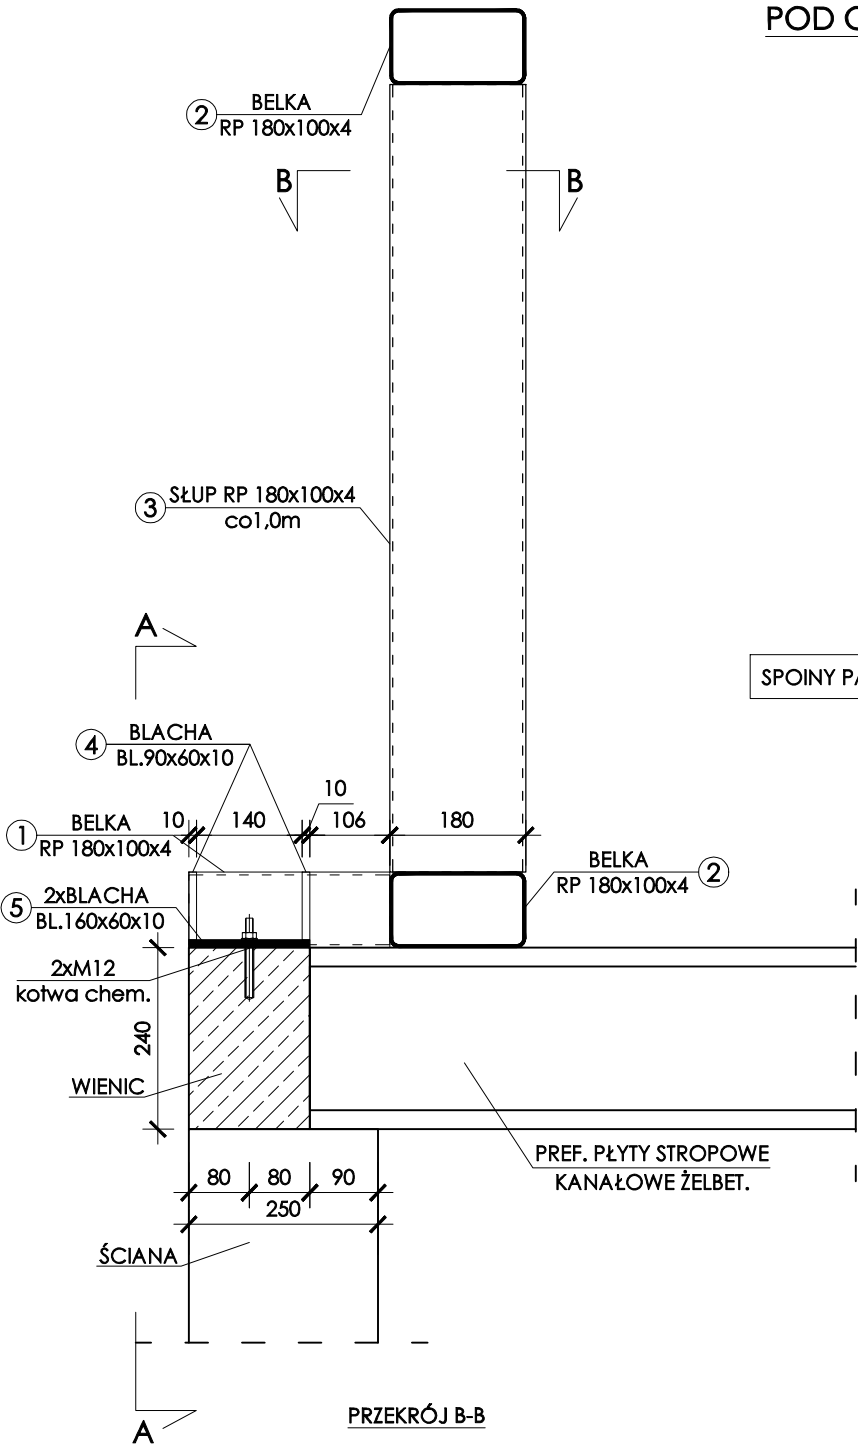 POD
2
BELKA
RP 180x100x4
B
B
3
SŁUP RP 180x100x4
co1,0m
A
SPOINY
4
BLACHA
BL.90x60x10
10
10
140
106
180
1
BELKA
RP 180x100x4
BELKA
RP 180x100x4
2
5
2xBLACHA
BL.160x60x10
2xM12
kotwa chem.
240
WIENIC
PREF. PŁYTY STROPOWE
KANAŁOWE ŻELBET.
80
80
90
250
ŚCIANA
A
PRZEKRÓJ B-B